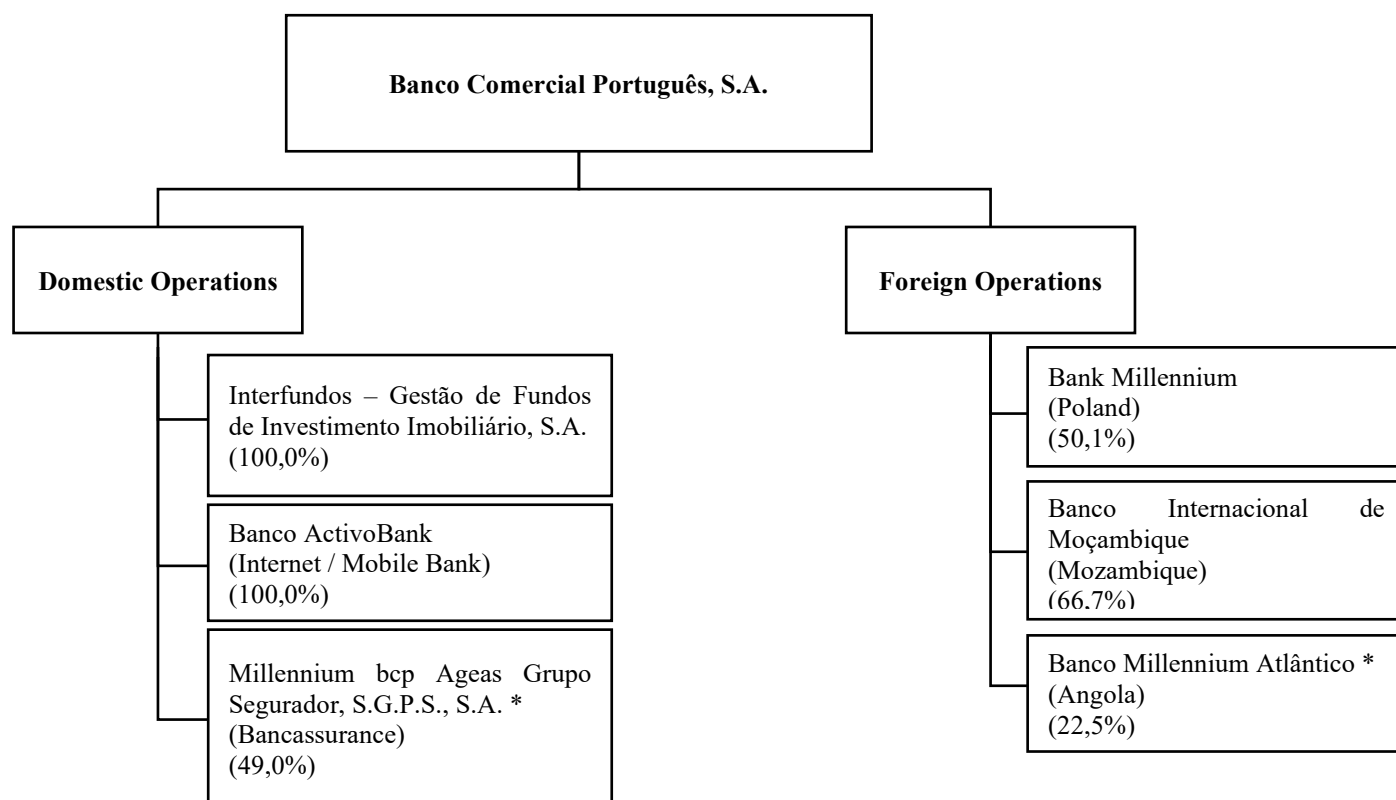 Banco Comercial Português, S.A.
Domestic Operations
Interfundos – Gestão de Fundos
de Investimento Imobiliário, S.A.
(100,0%)
Banco ActivoBank
(Internet / Mobile Bank)
(100,0%)
Millennium bcp Ageas Grupo
Segurador, S.G.P.S., S.A. *
(Bancassurance)
(49,0%)
Foreign Operations
Bank Millennium
(Poland)
(50,1%)
Banco Internacional de
Moçambique
(Mozambique)
(66,7%)
Banco Millennium Atlântico *
(Angola)
(22,5%)